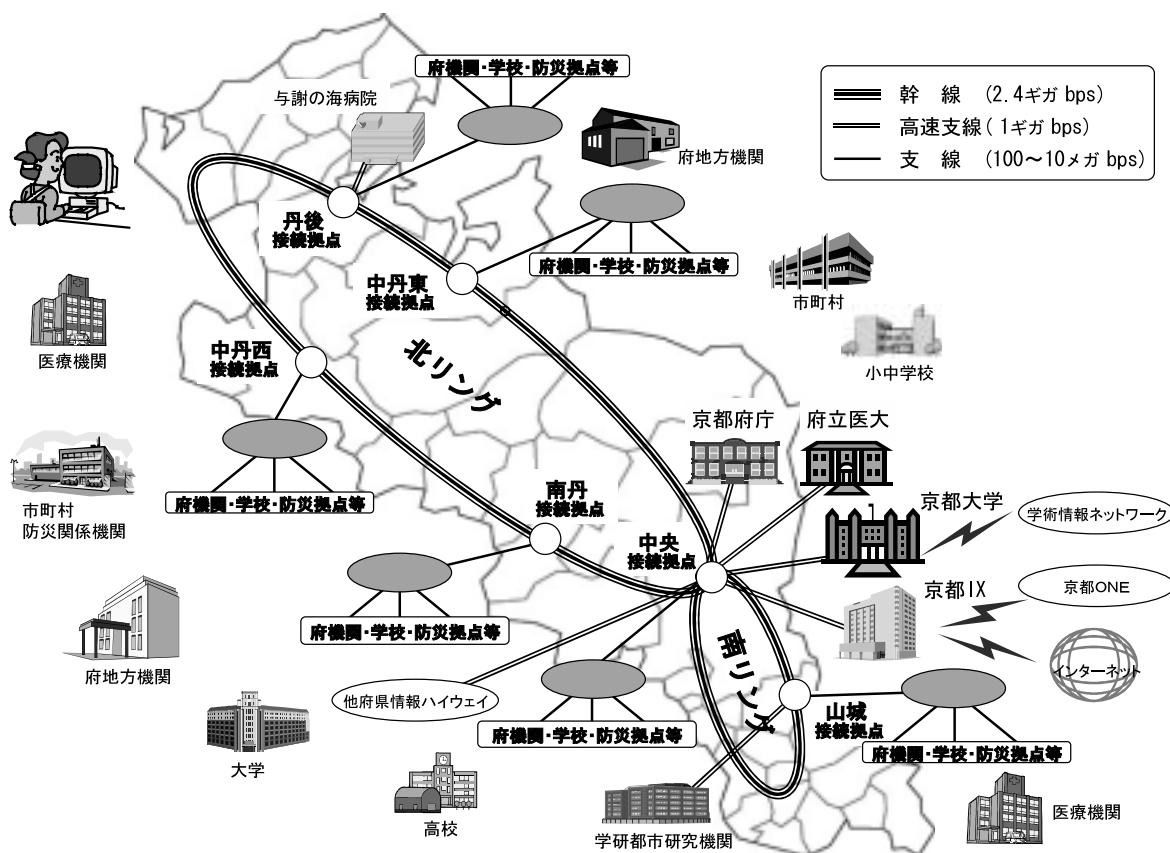 府機関・学校・防災拠点等
与謝の海病院
府地方機関
幹　線　(2.4ギガ bps)
高速支線(1ギガ bps)
支　線　(100～10メガ bps)
丹後
接続拠点
中丹東
接続拠点
府機関・学校・防災拠点等
市町村
小中学校
医療機関
中丹西
接続拠点
北リング
京都府庁
府立医大
市町村
防災関係機関
府機関・学校・防災拠点等
南丹
接続拠点
中央
接続拠点
京都大学
学術情報ネットワーク
京都IX
京都ONE
インターネット
府機関・学校・防災拠点等
府地方機関
南リング
他府県情報ハイウェイ
府機関・学校・防災拠点等
山城
接続拠点
府機関・学校・防災拠点等
大学
高校
学研都市研究機関
医療機関